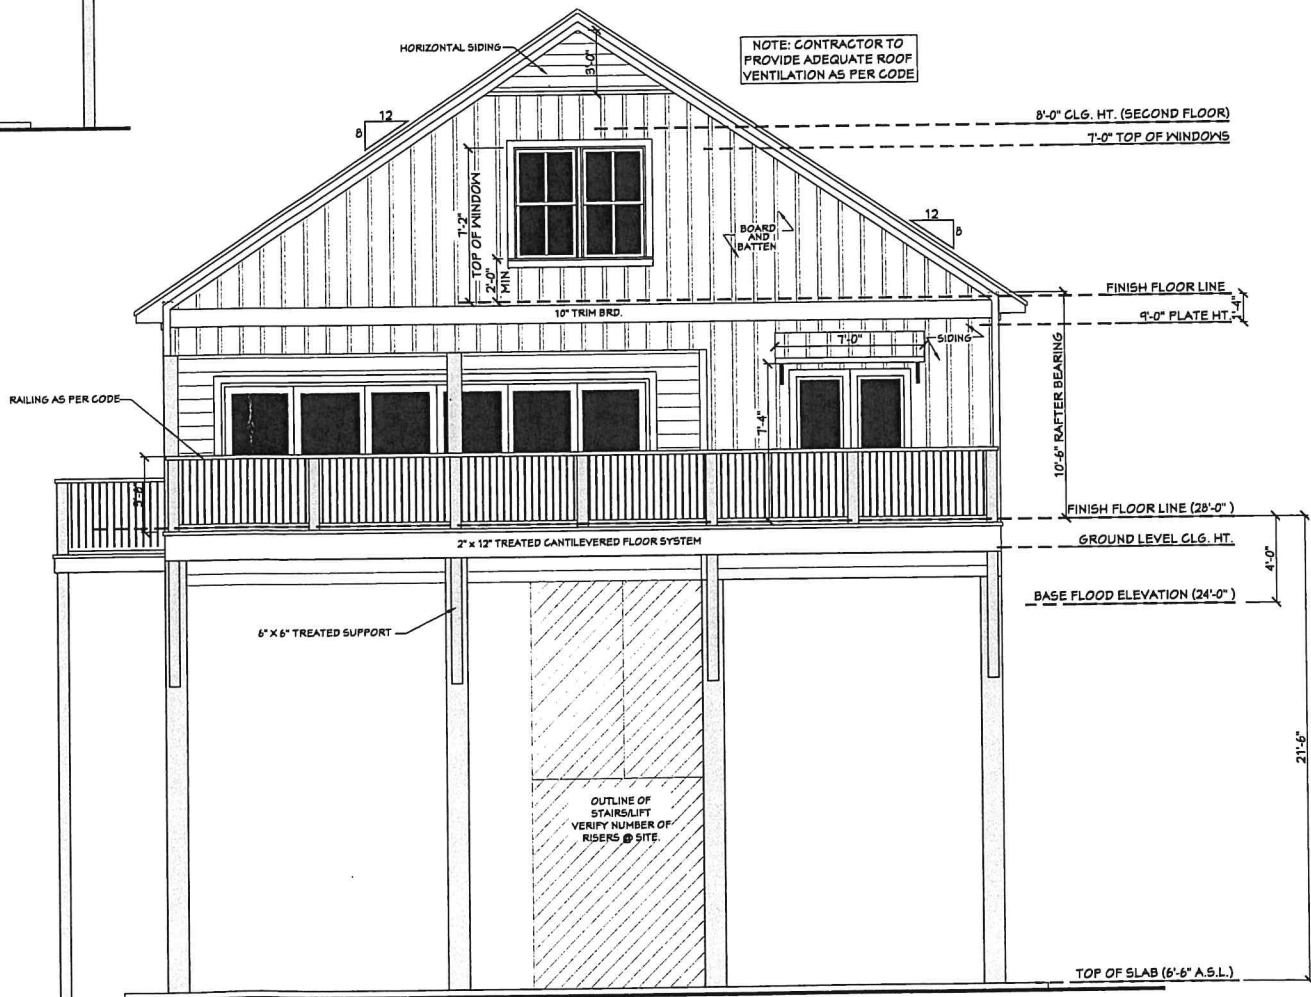 HORIZONTAL SIDING
3'-0"
NOTE: CONTRACTOR TO
PROVIDE ADEQUATE ROOF
VENTILATION AS PER CODE
12
8
8'-0" CLG. HT. (SECOND FLOOR)
7'-0" TOP OF WINDOWS
7'-2"
TOP OF WINDOW
2'-0"
MIN
BOARD
AND
BATTEN
12
8
FINISH FLOOR LINE
1'-4"
9'-0" PLATE HT.
10" TRIM BRD.
7'-0"
SIDING
RAILING AS PER CODE
7'-4"
10'-6" RAFTER BEARING
FINISH FLOOR LINE (28'-0" )
2" x 12" TREATED CANTILEVERED FLOOR SYSTEM
GROUND LEVEL CLG. HT.
4'-0"
BASE FLOOD ELEVATION (24'-0" )
6" X 6" TREATED SUPPORT
21'-6"
OUTLINE OF
STAIRS/LIFT
VERIFY NUMBER OF
RISERS @ SITE.
TOP OF SLAB (6'-6" A.S.L.)